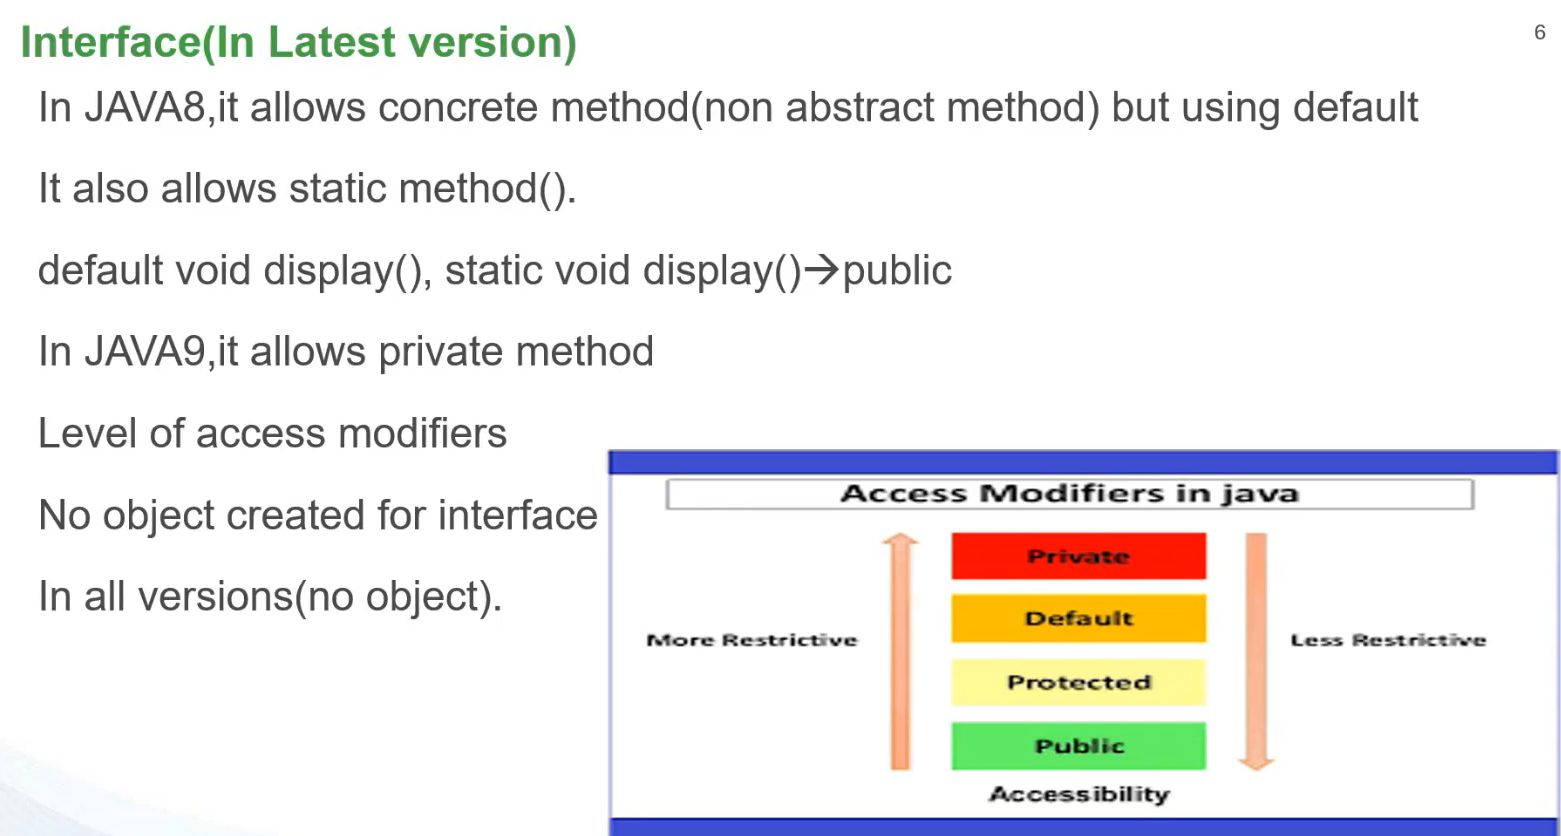 Interface(In Latest version)
6
In JAVA8,it allows concrete method(non abstract method) but using default
It also allows static method().
default void display(), static void display()→public
In JAVA9,it allows private method
Level of access modifiers
No object created for interface
In all versions(no object).
Access Modifiers in java
Private
Default
More Restrictive
Less Restrictive
Protected
Public
Accessibility